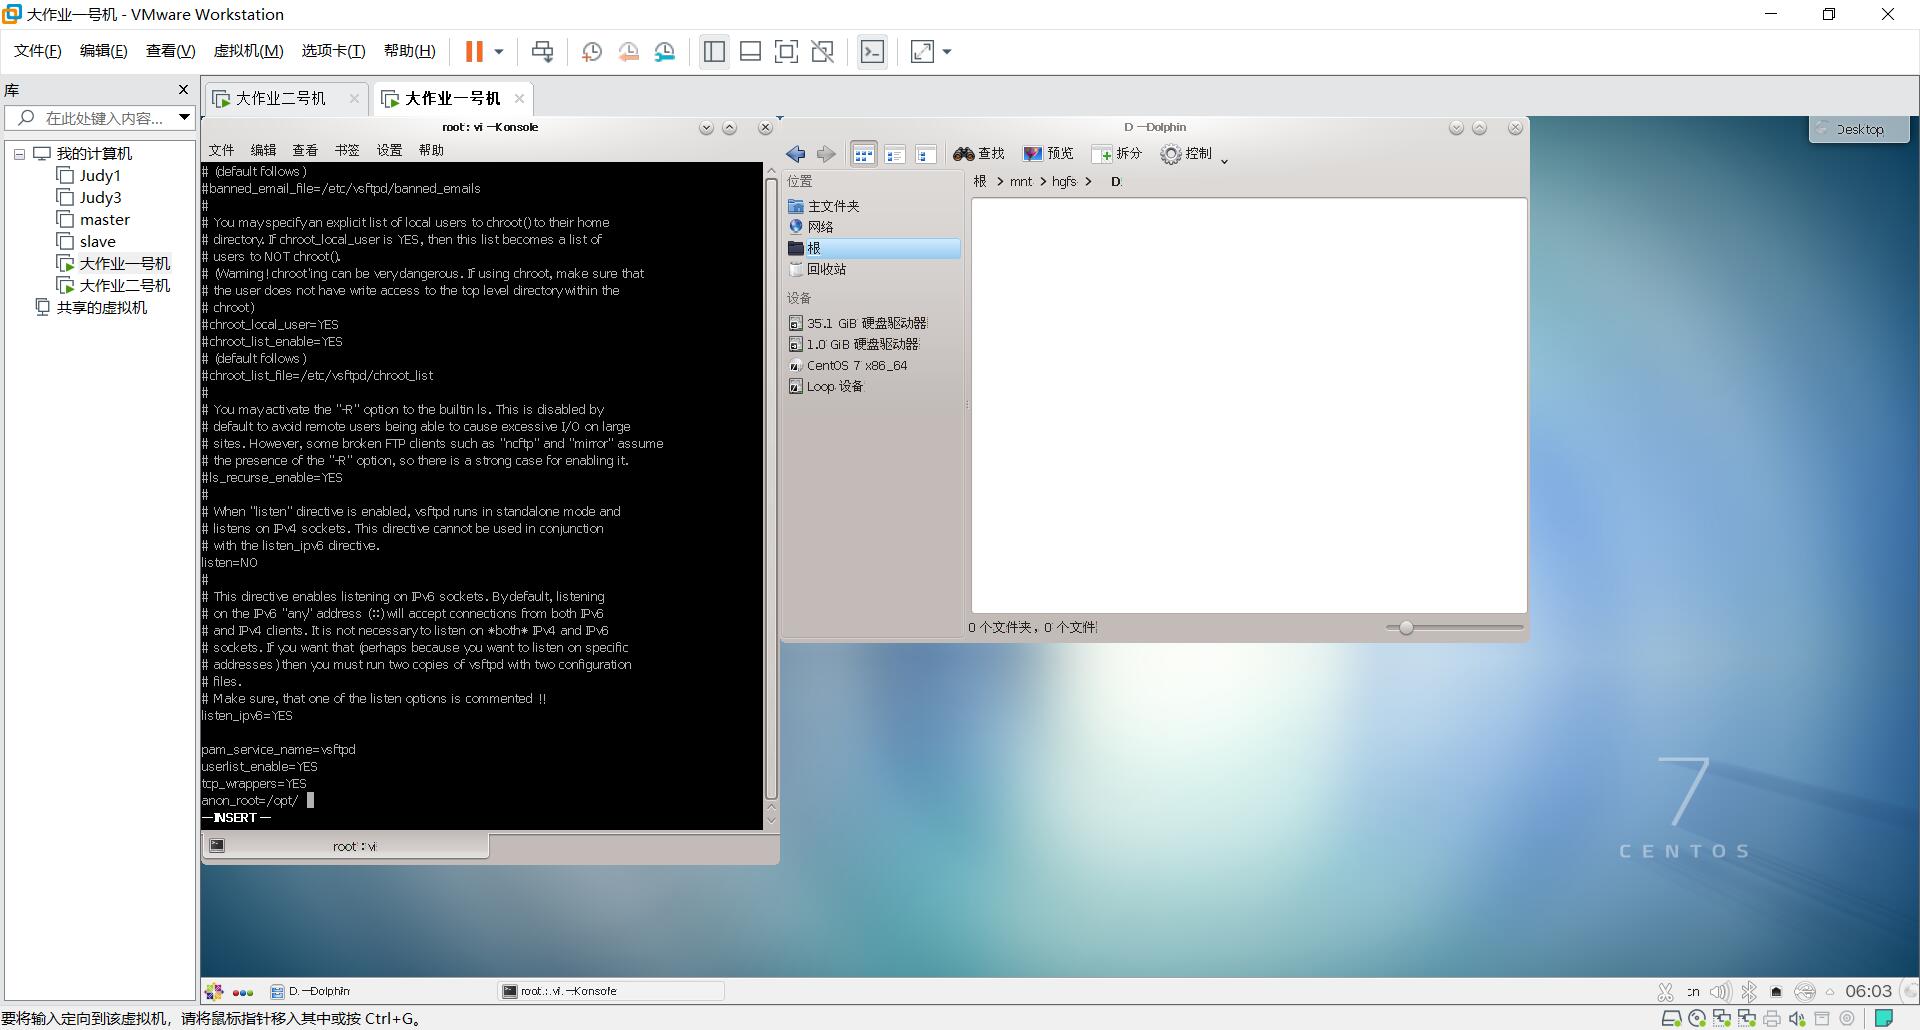 大作业一号机 - VMware Workstation
文件(F) 编辑(E) 查看(V) 虚拟机(M) 选项卡(T) 帮助(H)
库
在此处键入内容...
我的计算机
Judy1
Judy3
master
slave
大作业一号机
大作业二号机
共享的虚拟机
大作业二号机 大作业一号机
root : vi — Konsole
文件 编辑 查看 书签 设置 帮助
# (default follows)
#banned_email_file=/etc/vsftpd/banned_emails
#
# You may specify an explicit list of local users to chroot() to their home
# directory. If chroot_local_user is YES, then this list becomes a list of
# users to NOT chroot().
# (Warning! chroot'ing can be very dangerous. If using chroot, make sure that
# the user does not have write access to the top level directory within the
# chroot)
#chroot_local_user=YES
#chroot_list_enable=YES
# (default follows)
#chroot_list_file=/etc/vsftpd/chroot_list
#
# You may activate the "-R" option to the builtin ls. This is disabled by
# default to avoid remote users being able to cause excessive I/O on large
# sites. However, some broken FTP clients such as "ncftp" and "mirror" assume
# the presence of the "-R" option, so there is a strong case for enabling it.
#ls_recurse_enable=YES
#
# When "listen" directive is enabled, vsftpd runs in standalone mode and
# listens on IPv4 sockets. This directive cannot be used in conjunction
# with the listen_ipv6 directive.
listen=NO
#
# This directive enables listening on IPv6 sockets. By default, listening
# on the IPv6 "any" address (::) will accept connections from both IPv6
# and IPv4 clients. It is not necessary to listen on *both* IPv4 and IPv6
# sockets. If you want that (perhaps because you want to listen on specific
# addresses) then you must run two copies of vsftpd with two configuration
# files.
# Make sure, that one of the listen options is commented !!
listen_ipv6=YES
pam_service_name=vsftpd
userlist_enable=YES
tcp_wrappers=YES
anon_root=/opt/
-- INSERT --
root : vi
D — Dolphin
查找 预览 拆分 控制
位置
主文件夹
网络
根
回收站
设备
35.1 GiB 硬盘驱动器
1.0 GiB 硬盘驱动器
CentOS 7 x86_64
Loop 设备
根 > mnt > hgfs > D
0 个文件夹，0 个文件
Desktop
7
CENTOS
D — Dolphin
root : vi — Konsole
cn
06:03
要将输入定向到该虚拟机，请将鼠标指针移入其中或按 Ctrl+G。